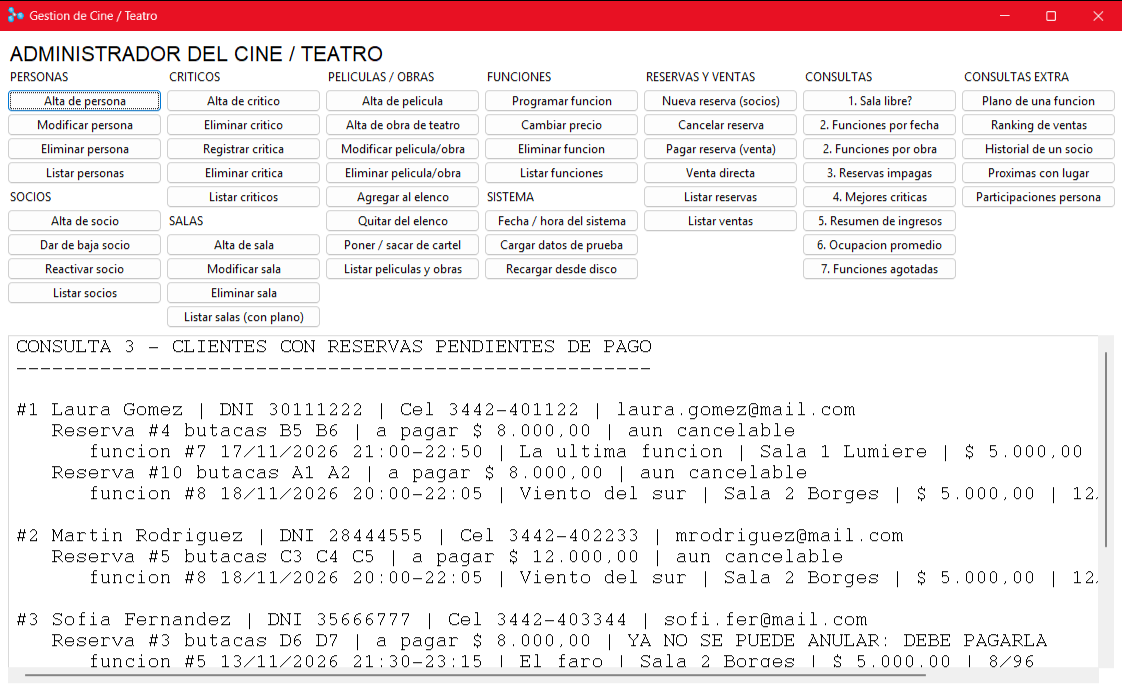 Gestion de Cine / Teatro
ADMINISTRADOR DEL CINE / TEATRO
PERSONAS
Alta de persona
Modificar persona
Eliminar persona
Listar personas
SOCIOS
Alta de socio
Dar de baja socio
Reactivar socio
Listar socios
CRITICOS
Alta de critico
Eliminar critico
Registrar critica
Eliminar critica
Listar criticos
SALAS
Alta de sala
Modificar sala
Eliminar sala
Listar salas (con plano)
PELICULAS / OBRAS
Alta de pelicula
Alta de obra de teatro
Modificar pelicula/obra
Eliminar pelicula/obra
Agregar al elenco
Quitar del elenco
Poner / sacar de cartel
Listar peliculas y obras
FUNCIONES
Programar funcion
Cambiar precio
Eliminar funcion
Listar funciones
SISTEMA
Fecha / hora del sistema
Cargar datos de prueba
Recargar desde disco
RESERVAS Y VENTAS
Nueva reserva (socios)
Cancelar reserva
Pagar reserva (venta)
Venta directa
Listar reservas
Listar ventas
CONSULTAS
1. Sala libre?
2. Funciones por fecha
2. Funciones por obra
3. Reservas impagas
4. Mejores criticas
5. Resumen de ingresos
6. Ocupacion promedio
7. Funciones agotadas
CONSULTAS EXTRA
Plano de una funcion
Ranking de ventas
Historial de un socio
Proximas con lugar
Participaciones persona
CONSULTA 3 - CLIENTES CON RESERVAS PENDIENTES DE PAGO
-----------------------------------------------------
#1 Laura Gomez | DNI 30111222 | Cel 3442-401122 | laura.gomez@mail.com
Reserva #4 butacas B5 B6 | a pagar $ 8.000,00 | aun cancelable
funcion #7 17/11/2026 21:00-22:50 | La ultima funcion | Sala 1 Lumiere | $ 5.000,00
Reserva #10 butacas A1 A2 | a pagar $ 8.000,00 | aun cancelable
funcion #8 18/11/2026 20:00-22:05 | Viento del sur | Sala 2 Borges | $ 5.000,00 | 12
#2 Martin Rodriguez | DNI 28444555 | Cel 3442-402233 | mrodriguez@mail.com
Reserva #5 butacas C3 C4 C5 | a pagar $ 12.000,00 | aun cancelable
funcion #8 18/11/2026 20:00-22:05 | Viento del sur | Sala 2 Borges | $ 5.000,00 | 12
#3 Sofia Fernandez | DNI 35666777 | Cel 3442-403344 | sofi.fer@mail.com
Reserva #3 butacas D6 D7 | a pagar $ 8.000,00 | YA NO SE PUEDE ANULAR: DEBE PAGARLA
funcion #5 13/11/2026 21:30-23:15 | El faro | Sala 2 Borges | $ 5.000,00 | 8/96